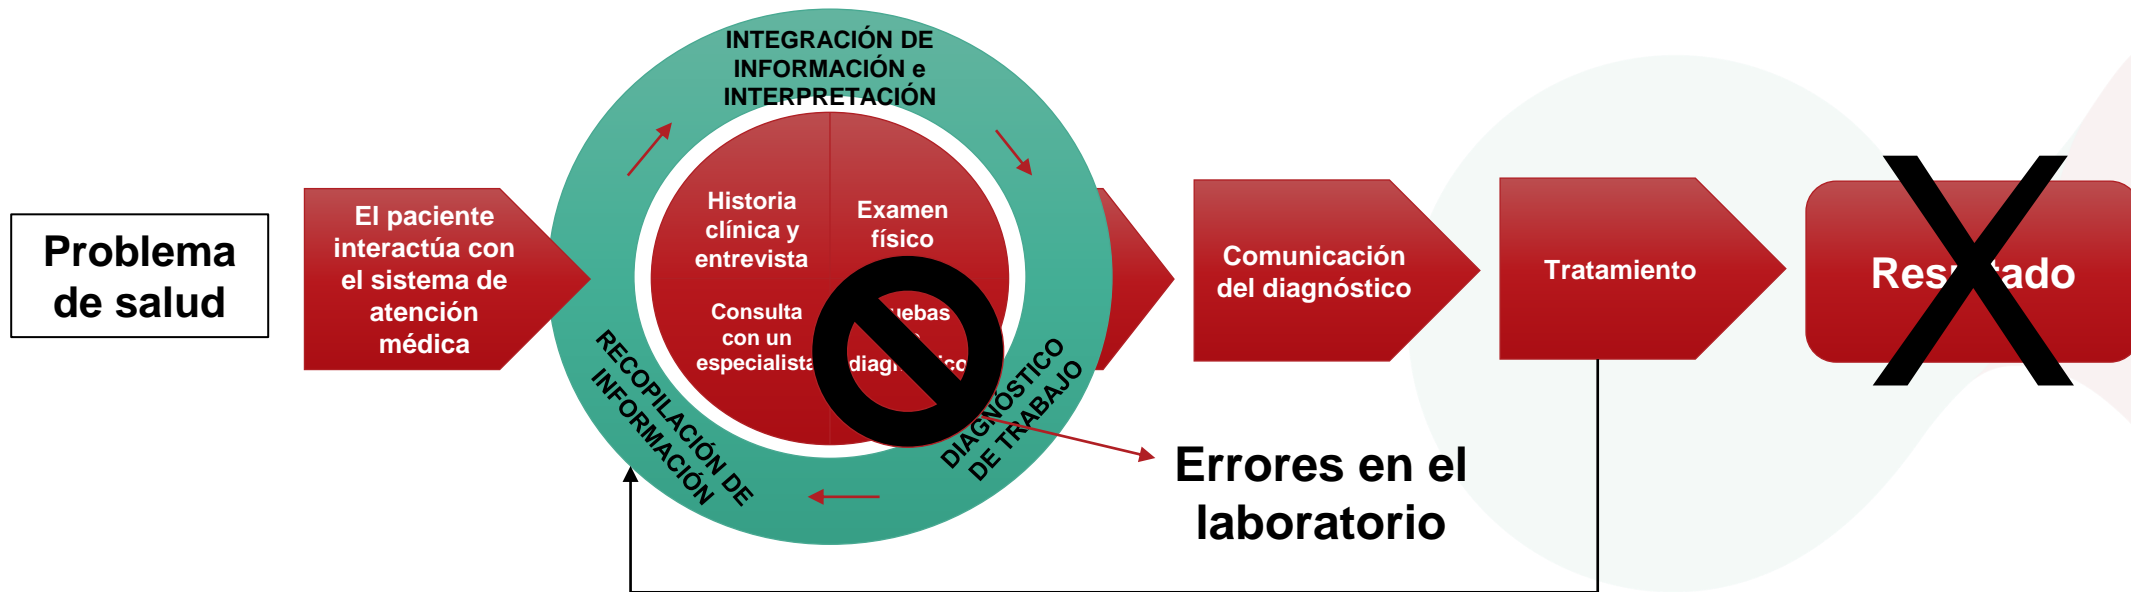 Problema
de salud
El paciente
interactúa con
el sistema de
atención
médica
INTEGRACIÓN DE
INFORMACIÓN e
INTERPRETACIÓN
Historia
clínica y
entrevista
Examen
físico
Consulta
con un
especialista
RECOPILACIÓN DE
INFORMACIÓN
DIAGNÓSTICO
DE TRABAJO
Errores en el
laboratorio
Comunicación
del diagnóstico
Tratamiento
Resultado